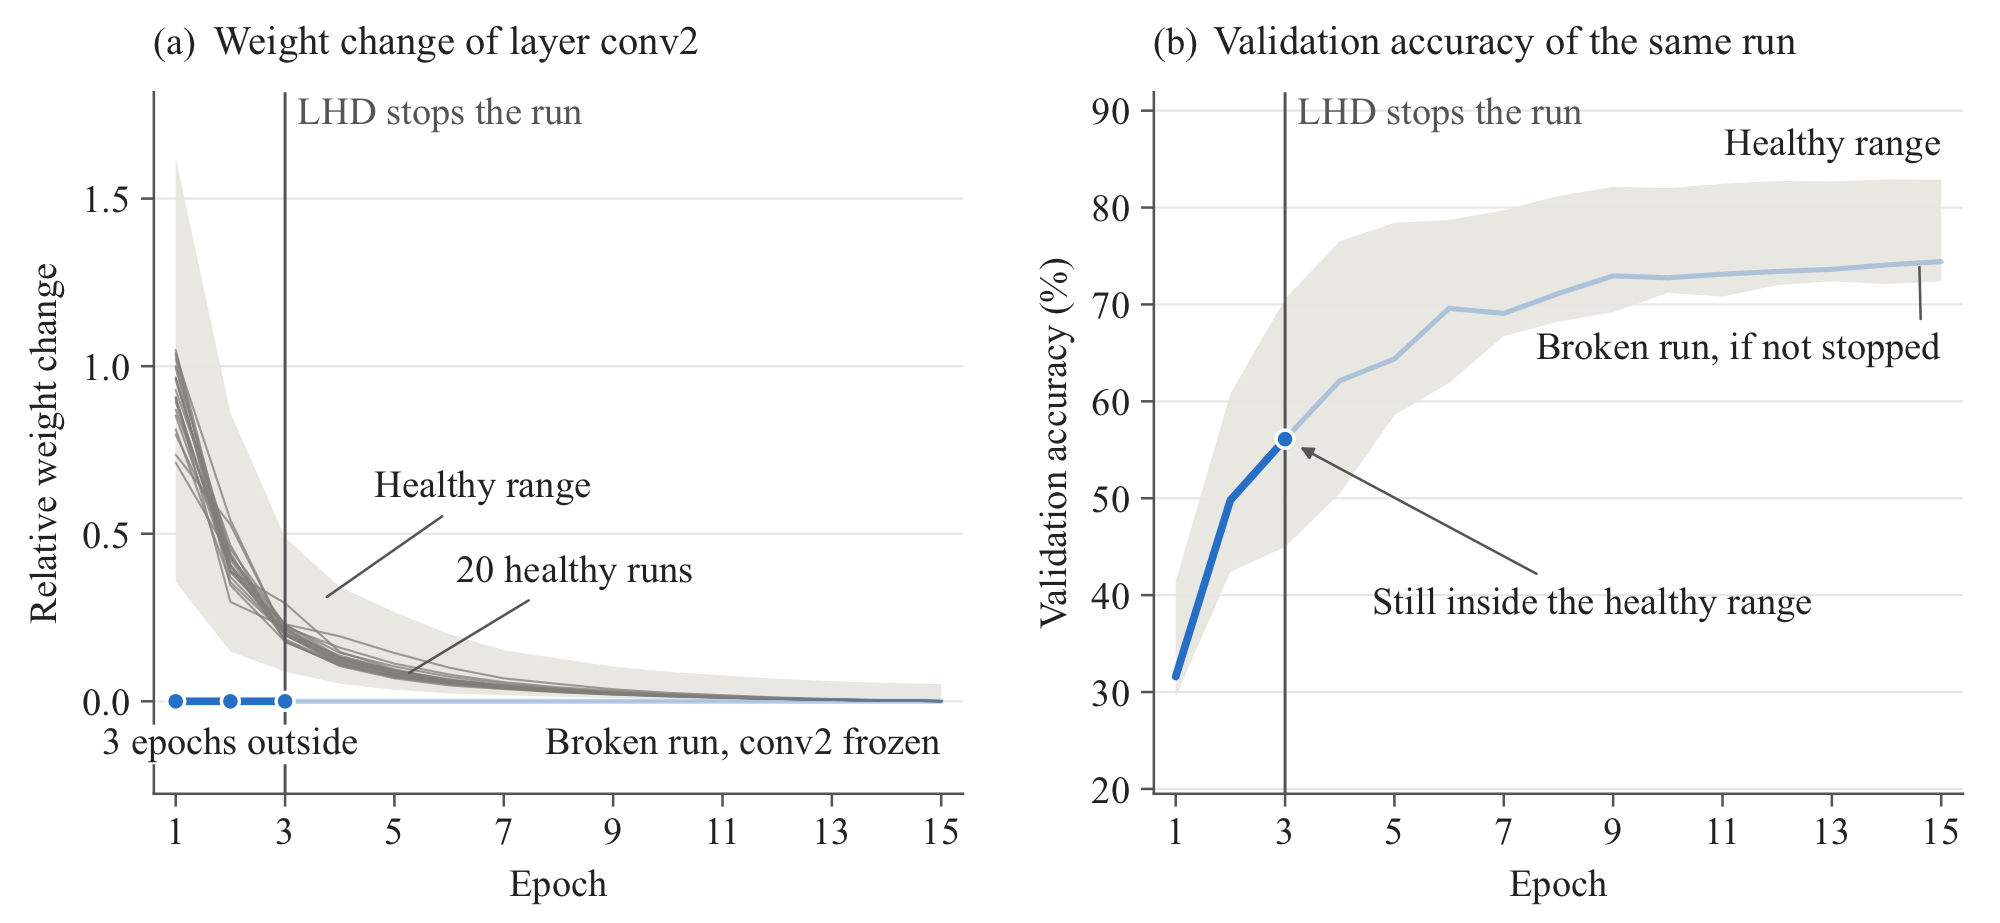 (a) Weight change of layer conv2
LHD stops the run
Relative weight change
1.5
1.0
0.5
0.0
Healthy range
20 healthy runs
3 epochs outside
Broken run, conv2 frozen
1 3 5 7 9 11 13 15
Epoch
(b) Validation accuracy of the same run
LHD stops the run
Healthy range
Validation accuracy (%)
90
80
70
60
50
40
30
20
Broken run, if not stopped
Still inside the healthy range
1 3 5 7 9 11 13 15
Epoch